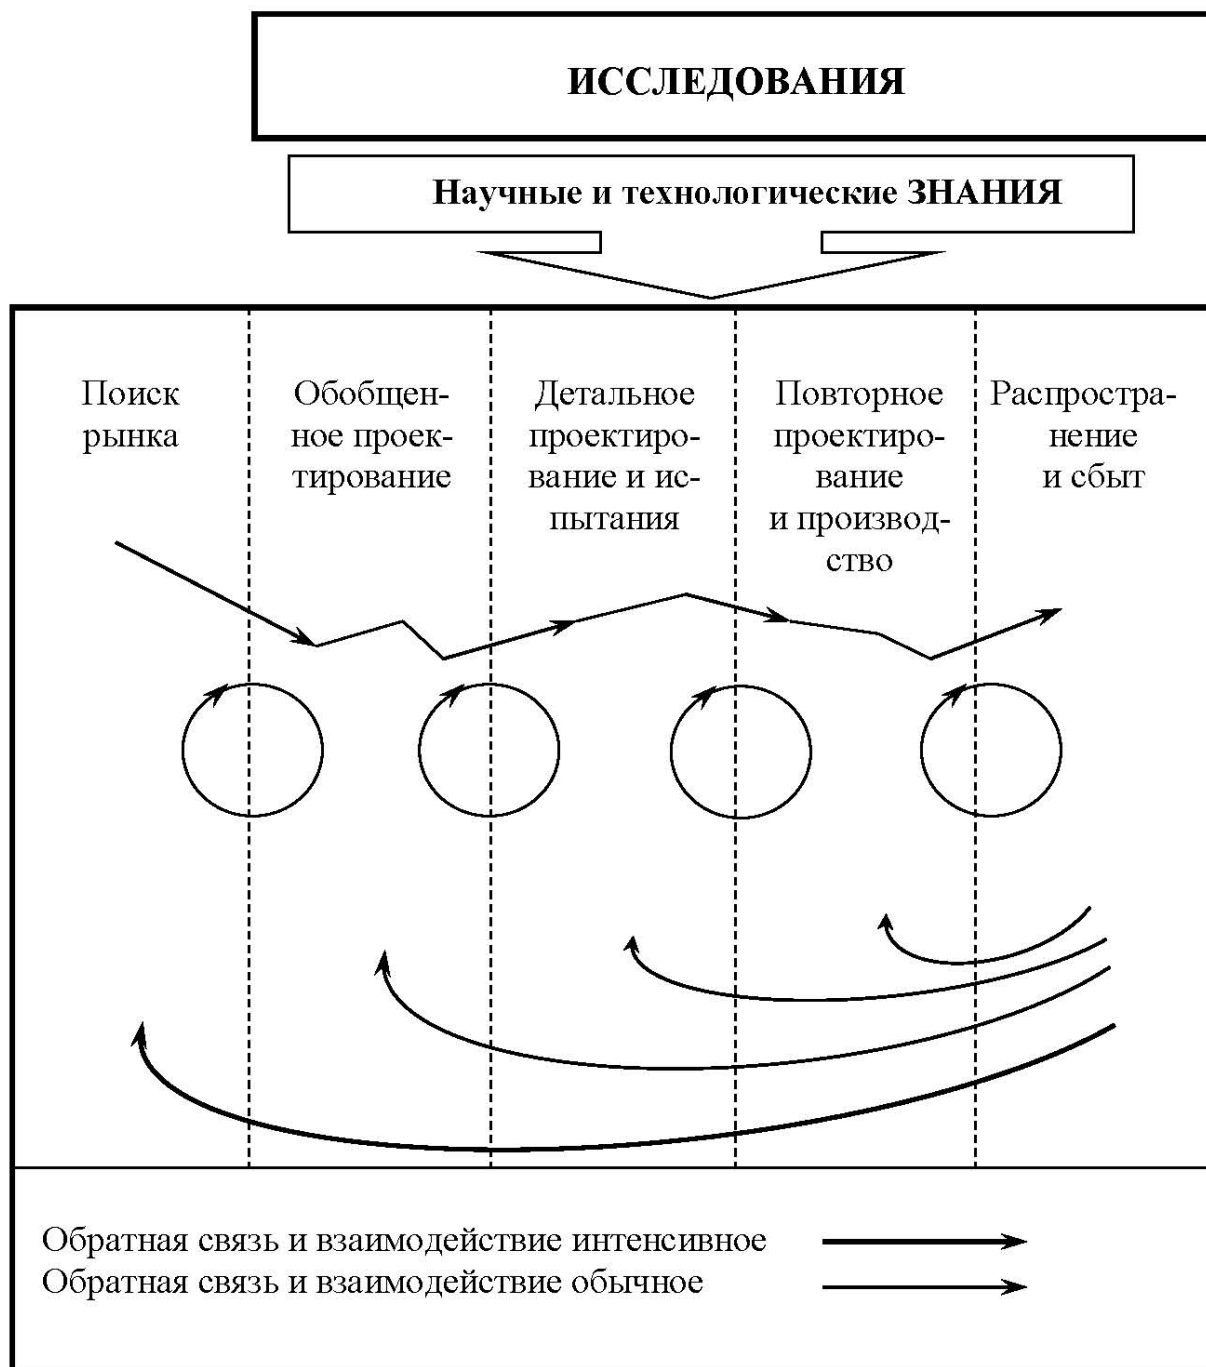 ИССЛЕДОВАНИЯ
Научные и технологические ЗНАНИЯ
Поиск
рынка
Обобщен-
ное проек-
тирование
Детальное
проектиро-
вание и ис-
пытания
Повторное
проектиро-
вание
и производ-
ство
Распростра-
нение
и сбыт
Обратная связь и взаимодействие интенсивное
Обратная связь и взаимодействие обычное